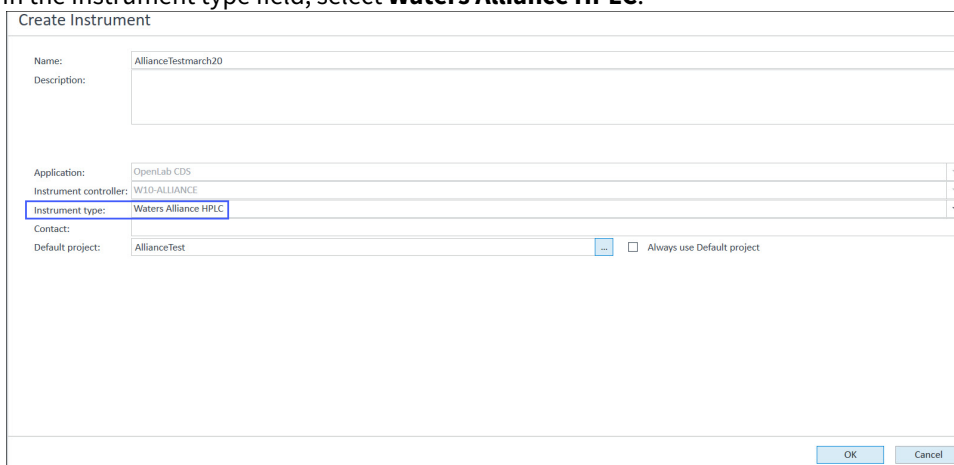 in the instrument type field, select Waters Alliance HPLC.
Create Instrument
Name: AllianceTestmarch20
Description:
Application: OpenLab CDS
Instrument controller: W10-ALLIANCE
Instrument type: Waters Alliance HPLC
Contact:
Default project: AllianceTest ... Always use Default project
OK Cancel